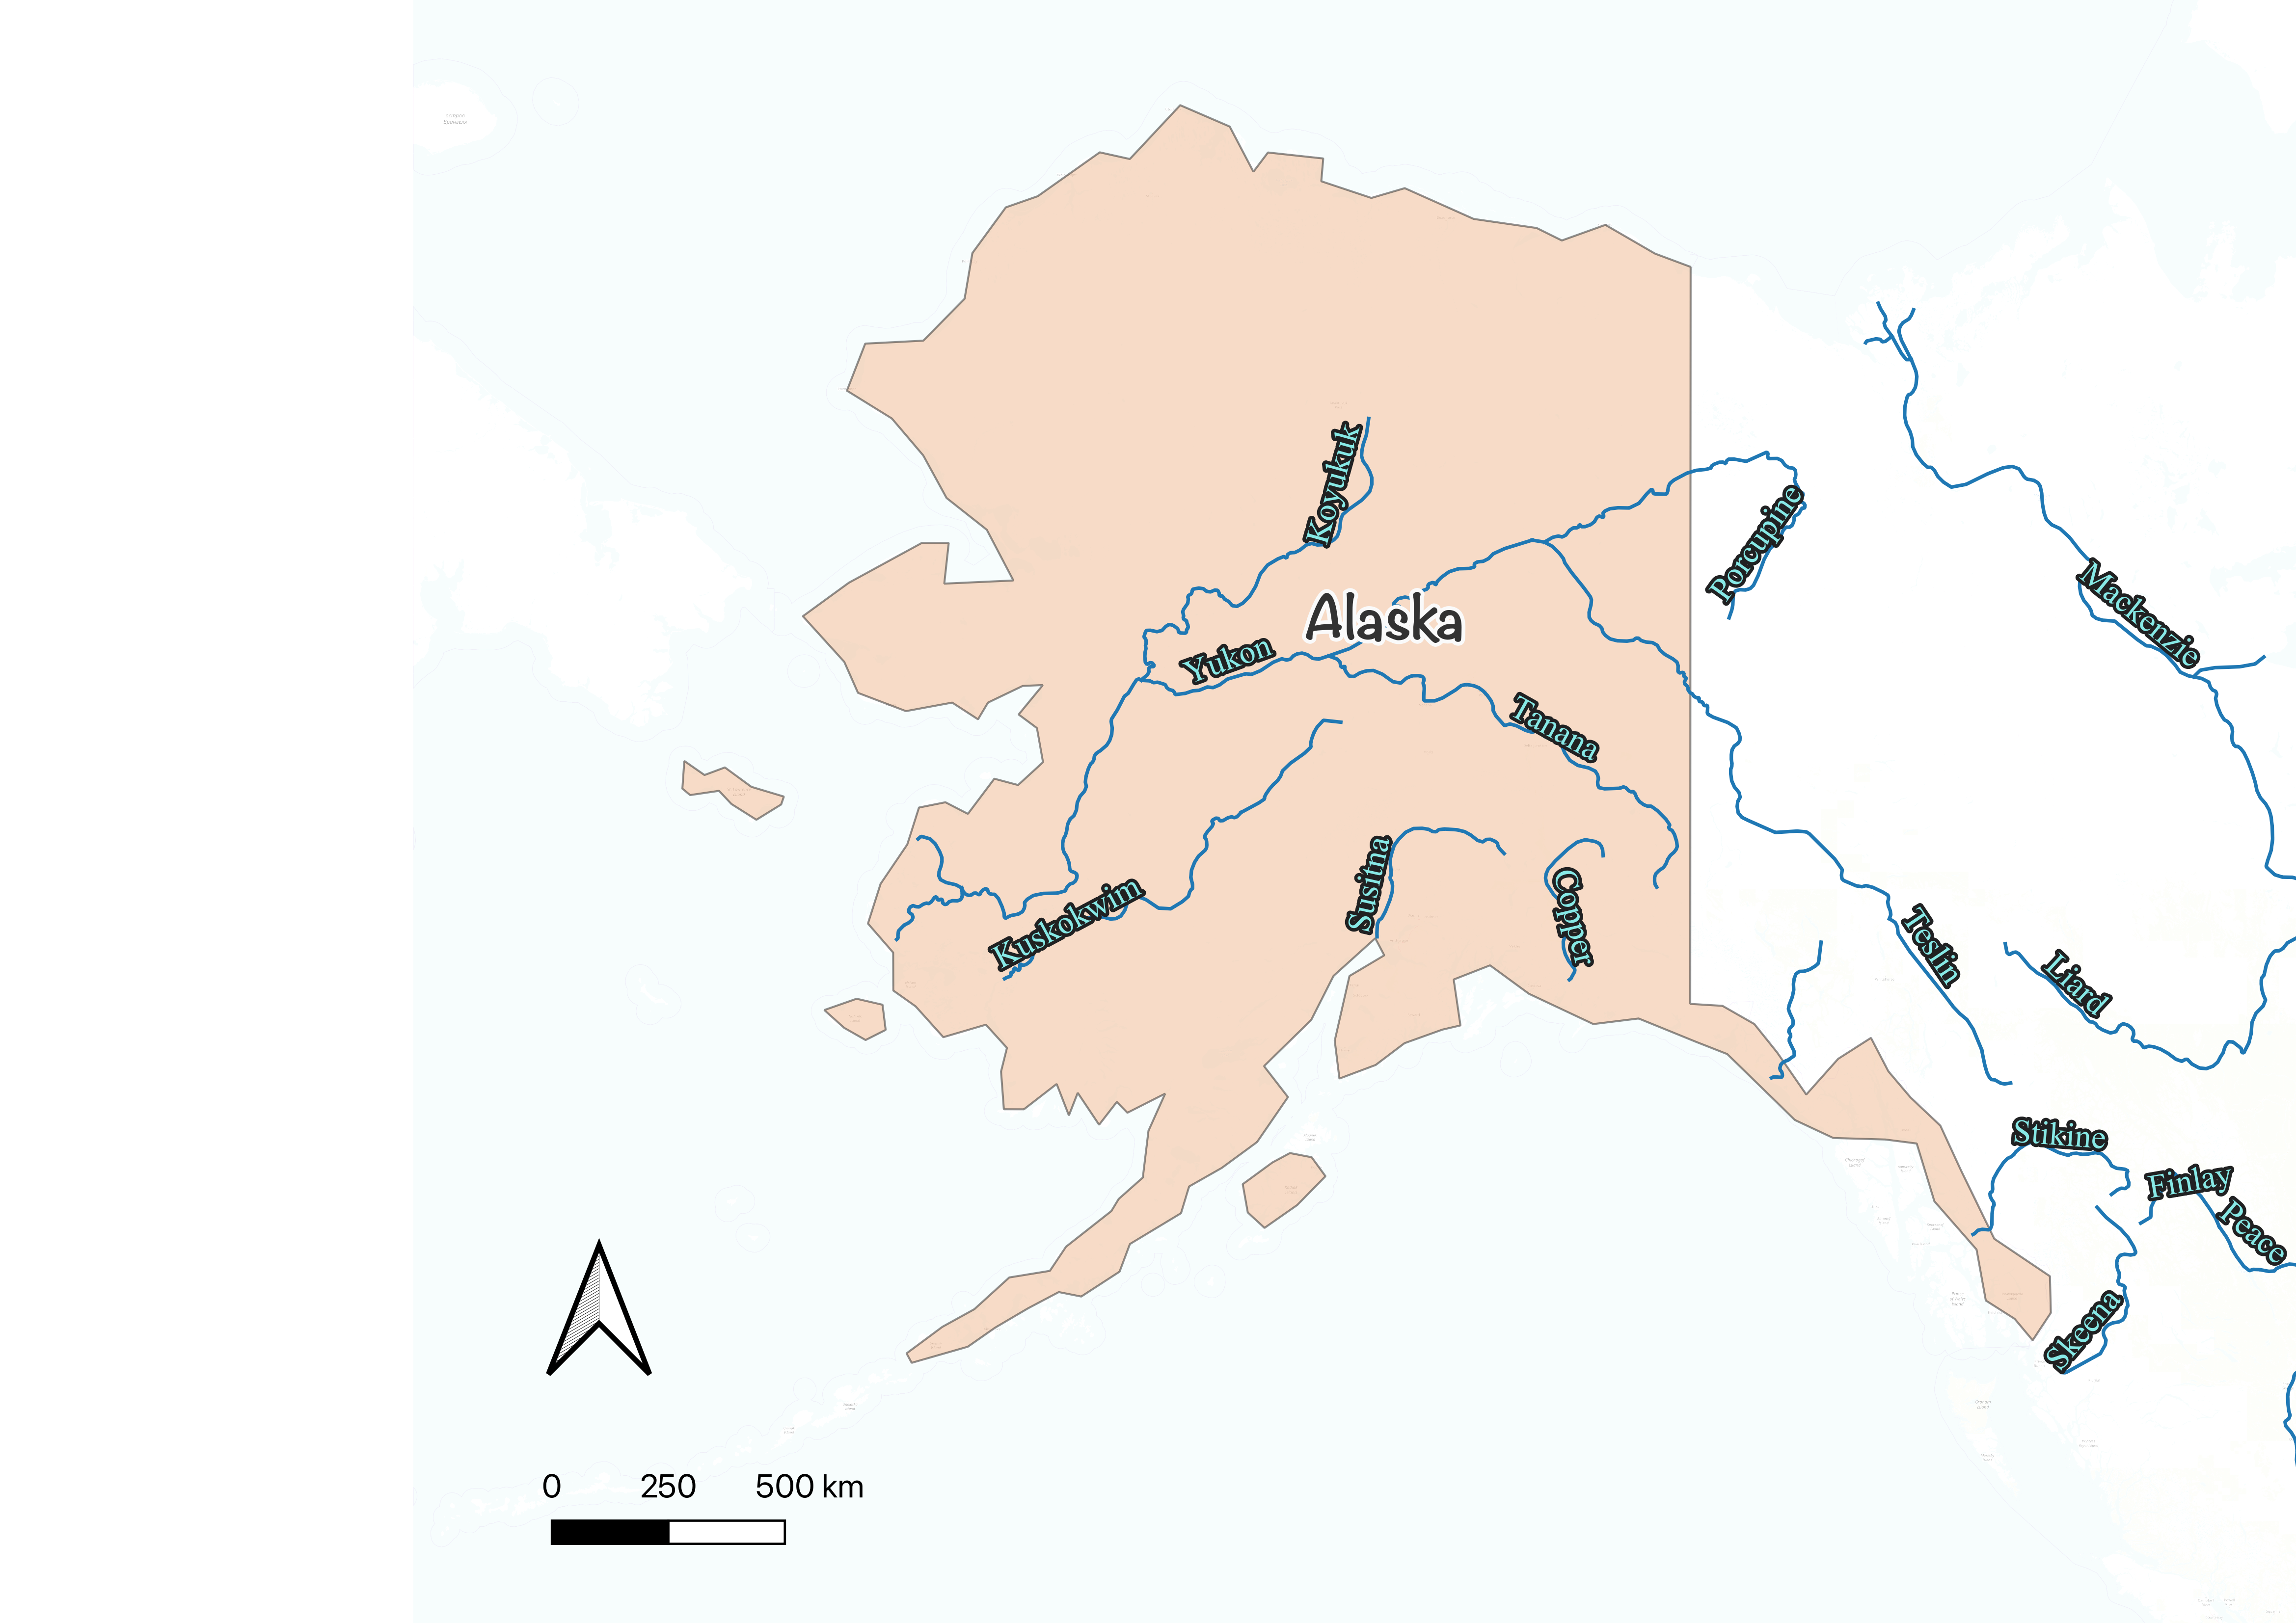 Koyukuk
Porcupine
Mackenzie
Alaska
Yukon
Tanana
Susitna
Copper
Kuskokwim
Teslin
Liard
Stikine
Finlay
Peace
Skeena
0 250 500 km